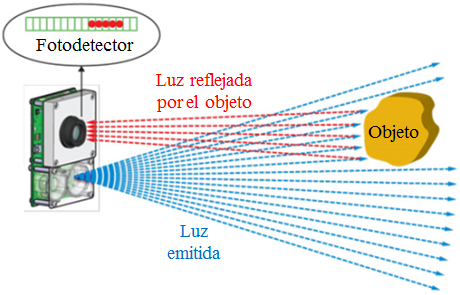 Fotodetector
Luz reflejada
por el objeto
Objeto
Luz
emitida